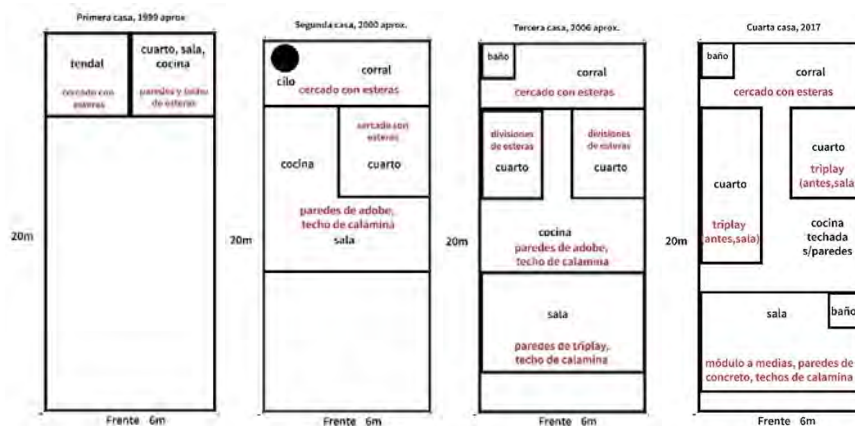 Primera casa, 1999 aprox
tendal
cercado con
esteras
cuarto, sala,
cocina
paredes y techo
de esteras
20m
Frente 6m
Segunda casa, 2000 aprox.
cilo
corral
cercado con esteras
cercado con
esteras
cocina
cuarto
paredes de adobe,
techo de calamina
sala
20m
Frente 6m
Tercera casa, 2006 aprox.
baño
corral
cercado con esteras
divisiones
de esteras
cuarto
divisiones
de esteras
cuarto
cocina
paredes de adobe,
techo de calamina
sala
paredes de triplay,
techo de calamina
20m
Frente 6m
Cuarta casa, 2017
baño
corral
cercado con esteras
cuarto
triplay
(antes,sala)
cuarto
triplay
(antes,sala
cocina
techada
s/paredes
sala
baño
módulo a medias, paredes de
concreto, techos de calamina
20m
Frente 6m